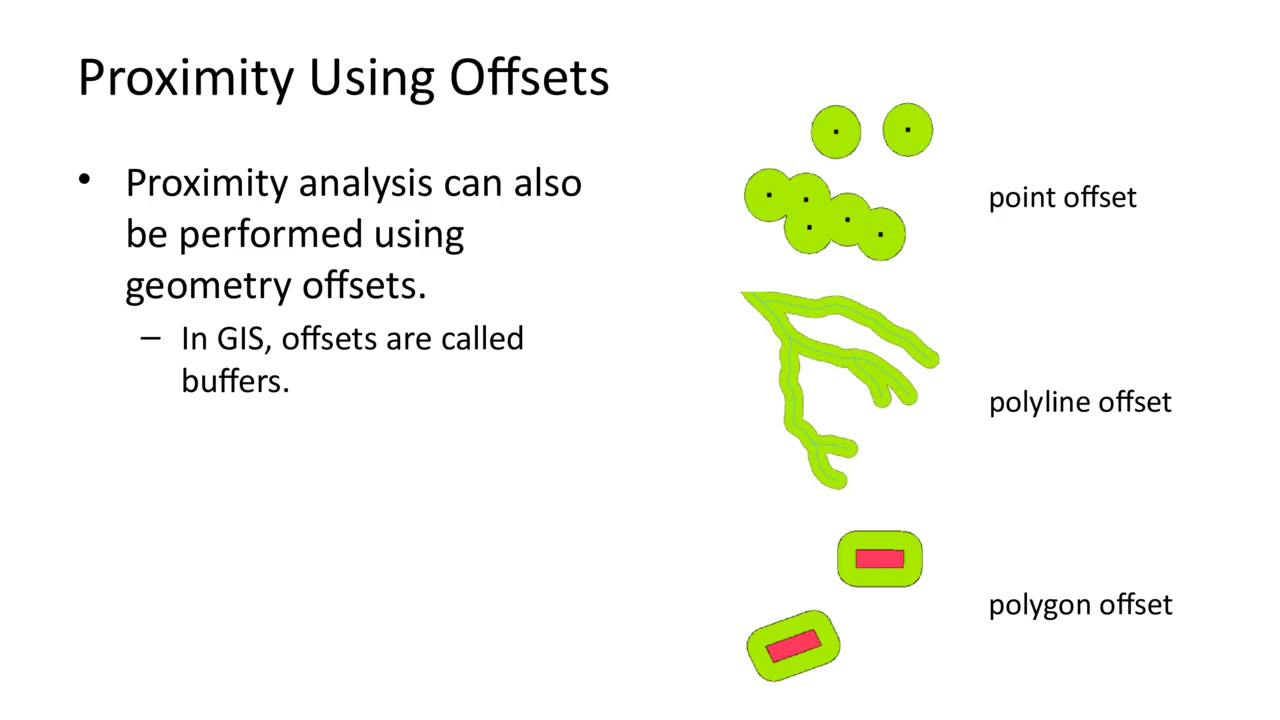 Proximity Using Offsets
• Proximity analysis can also
be performed using
geometry offsets.
– In GIS, offsets are called
buffers.
point offset
polyline offset
polygon offset